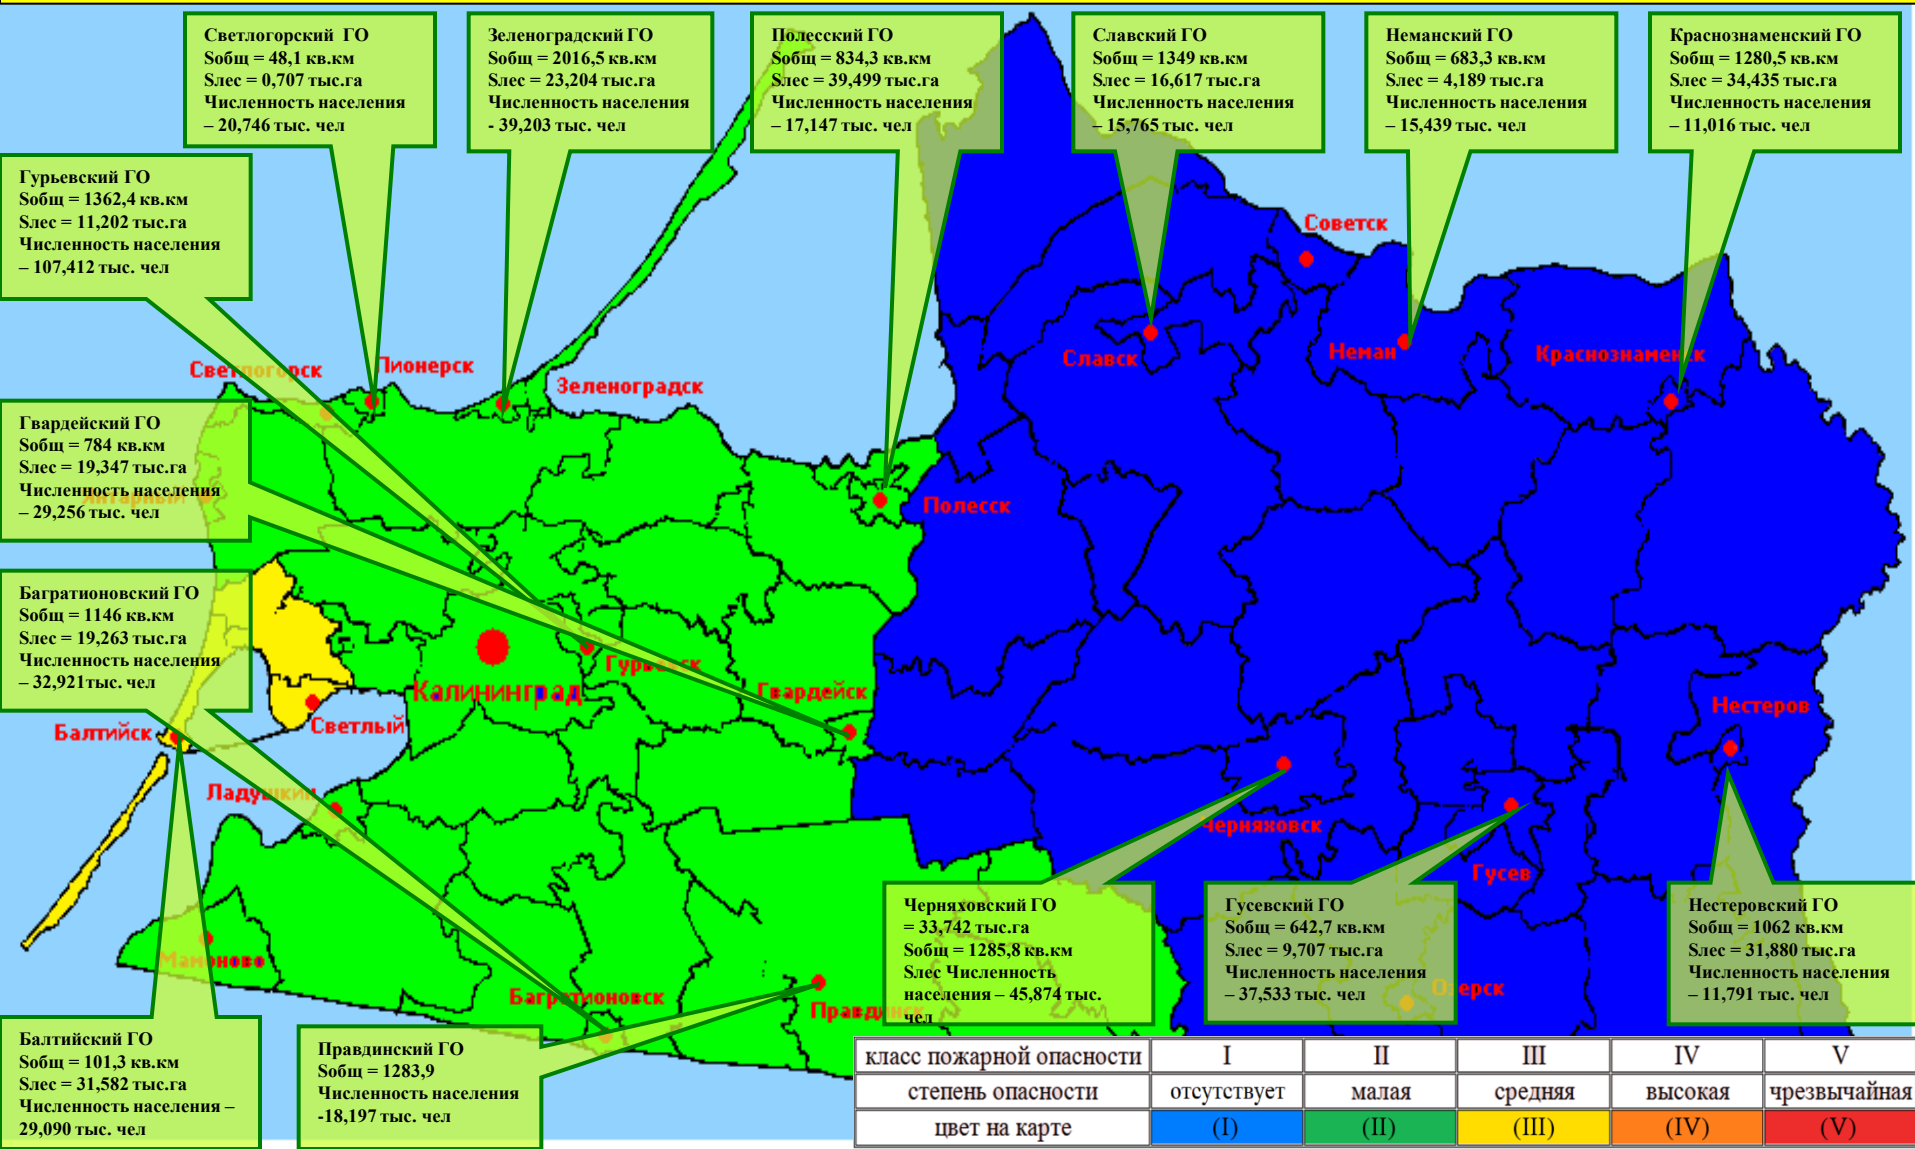 Светлогорский ГО
Sобщ = 48,1 кв.км
Sлес = 0,707 тыс.га
Численность населения
– 20,746 тыс. чел
Зеленоградский ГО
Sобщ = 2016,5 кв.км
Sлес = 23,204 тыс.га
Численность населения
- 39,203 тыс. чел
Полесский ГО
Sобщ = 834,3 кв.км
Sлес = 39,499 тыс.га
Численность населения
– 17,147 тыс. чел
Славский ГО
Sобщ = 1349 кв.км
Sлес = 16,617 тыс.га
Численность населения
– 15,765 тыс. чел
Неманский ГО
Sобщ = 683,3 кв.км
Sлес = 4,189 тыс.га
Численность населения
– 15,439 тыс. чел
Краснознаменский ГО
Sобщ = 1280,5 кв.км
Sлес = 34,435 тыс.га
Численность населения
– 11,016 тыс. чел
Гурьевский ГО
Sобщ = 1362,4 кв.км
Sлес = 11,202 тыс.га
Численность населения
– 107,412 тыс. чел
Советск
Славск
Неман
Краснознаменск
Светлогорск
Пионерск
Зеленоградск
Гвардейский ГО
Sобщ = 784 кв.км
Sлес = 19,347 тыс.га
Численность населения
– 29,256 тыс. чел
Янтарный
Полесск
Багратионовский ГО
Sобщ = 1146 кв.км
Sлес = 19,263 тыс.га
Численность населения
– 32,921тыс. чел
Гурьевск
Калининград
Гвардейск
Нестеров
Светлый
Балтийск
Ладушкин
Черняховск
Гусев
Мамоново
Багратионовск
Правдинск
Озерск
Черняховский ГО
= 33,742 тыс.га
Sобщ = 1285,8 кв.км
Sлес Численность
населения – 45,874 тыс.
чел
Гусевский ГО
Sобщ = 642,7 кв.км
Sлес = 9,707 тыс.га
Численность населения
– 37,533 тыс. чел
Нестеровский ГО
Sобщ = 1062 кв.км
Sлес = 31,880 тыс.га
Численность населения
– 11,791 тыс. чел
Балтийский ГО
Sобщ = 101,3 кв.км
Sлес = 31,582 тыс.га
Численность населения –
29,090 тыс. чел
Правдинский ГО
Sобщ = 1283,9
Численность населения
-18,197 тыс. чел
класс пожарной опасности I II III IV V
степень опасности отсутствует малая средняя высокая чрезвычайная
цвет на карте (I) (II) (III) (IV) (V)